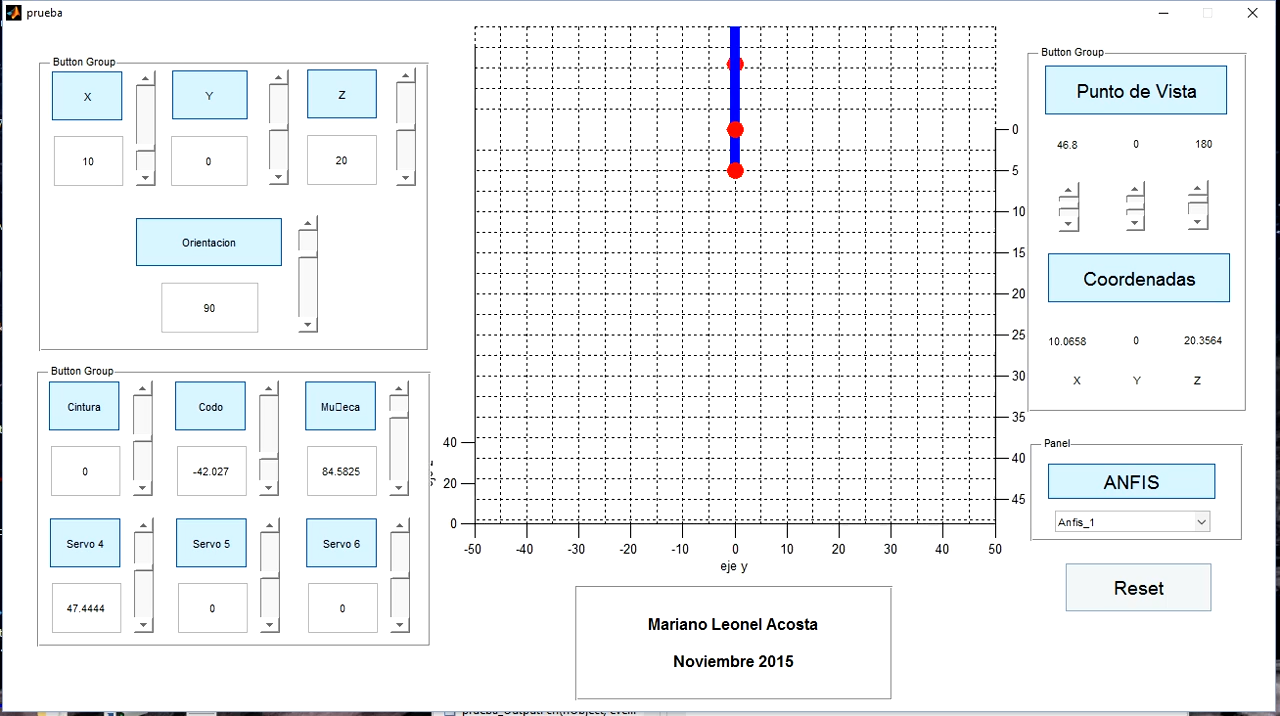 prueba
Button Group
X
Y
Z
10
0
20
Orientacion
90
Button Group
Cintura
Codo
Mu□eca
0
-42.027
84.5825
Servo 4
Servo 5
Servo 6
47.4444
0
0
0
5
10
15
20
25
30
35
40
45
40
20
0
-50
-40
-30
-20
-10
0
10
20
30
40
50
eje y
Mariano Leonel Acosta
Noviembre 2015
Button Group
Punto de Vista
46.8
0
180
Coordenadas
10.0658
0
20.3564
X
Y
Z
Panel
ANFIS
Anfis_1
Reset